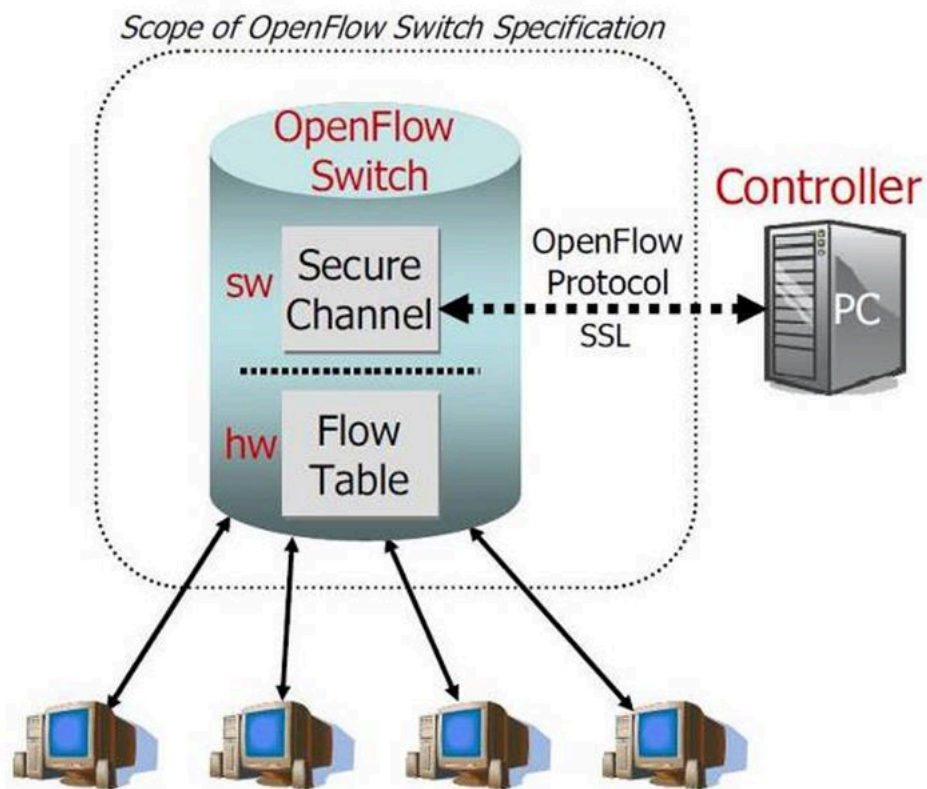 Scope of OpenFlow Switch Specification
OpenFlow
Switch
Controller
sw
Secure
Channel
OpenFlow
Protocol
SSL
PC
hw
Flow
Table